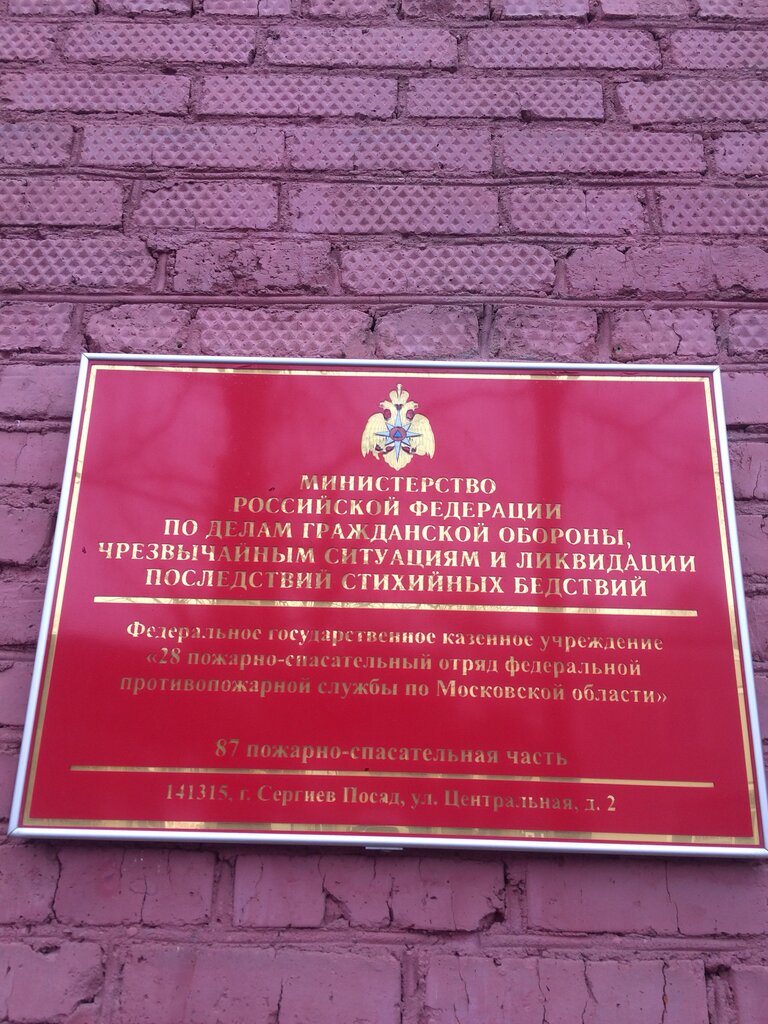 МИНИСТЕРСТВО
РОССИЙСКОЙ ФЕДЕРАЦИИ
ПО ДЕЛАМ ГРАЖДАНСКОЙ ОБОРОНЫ,
ЧРЕЗВЫЧАЙНЫМ СИТУАЦИЯМ И ЛИКВИДАЦИИ
ПОСЛЕДСТВИЙ СТИХИЙНЫХ БЕДСТВИЙ
Федеральное государственное казенное учреждение
«28 пожарно-спасательный отряд федеральной
противопожарной службы по Московской области»
87 пожарно-спасательная часть
141315, г. Сергиев Посад, ул. Центральная, д. 2